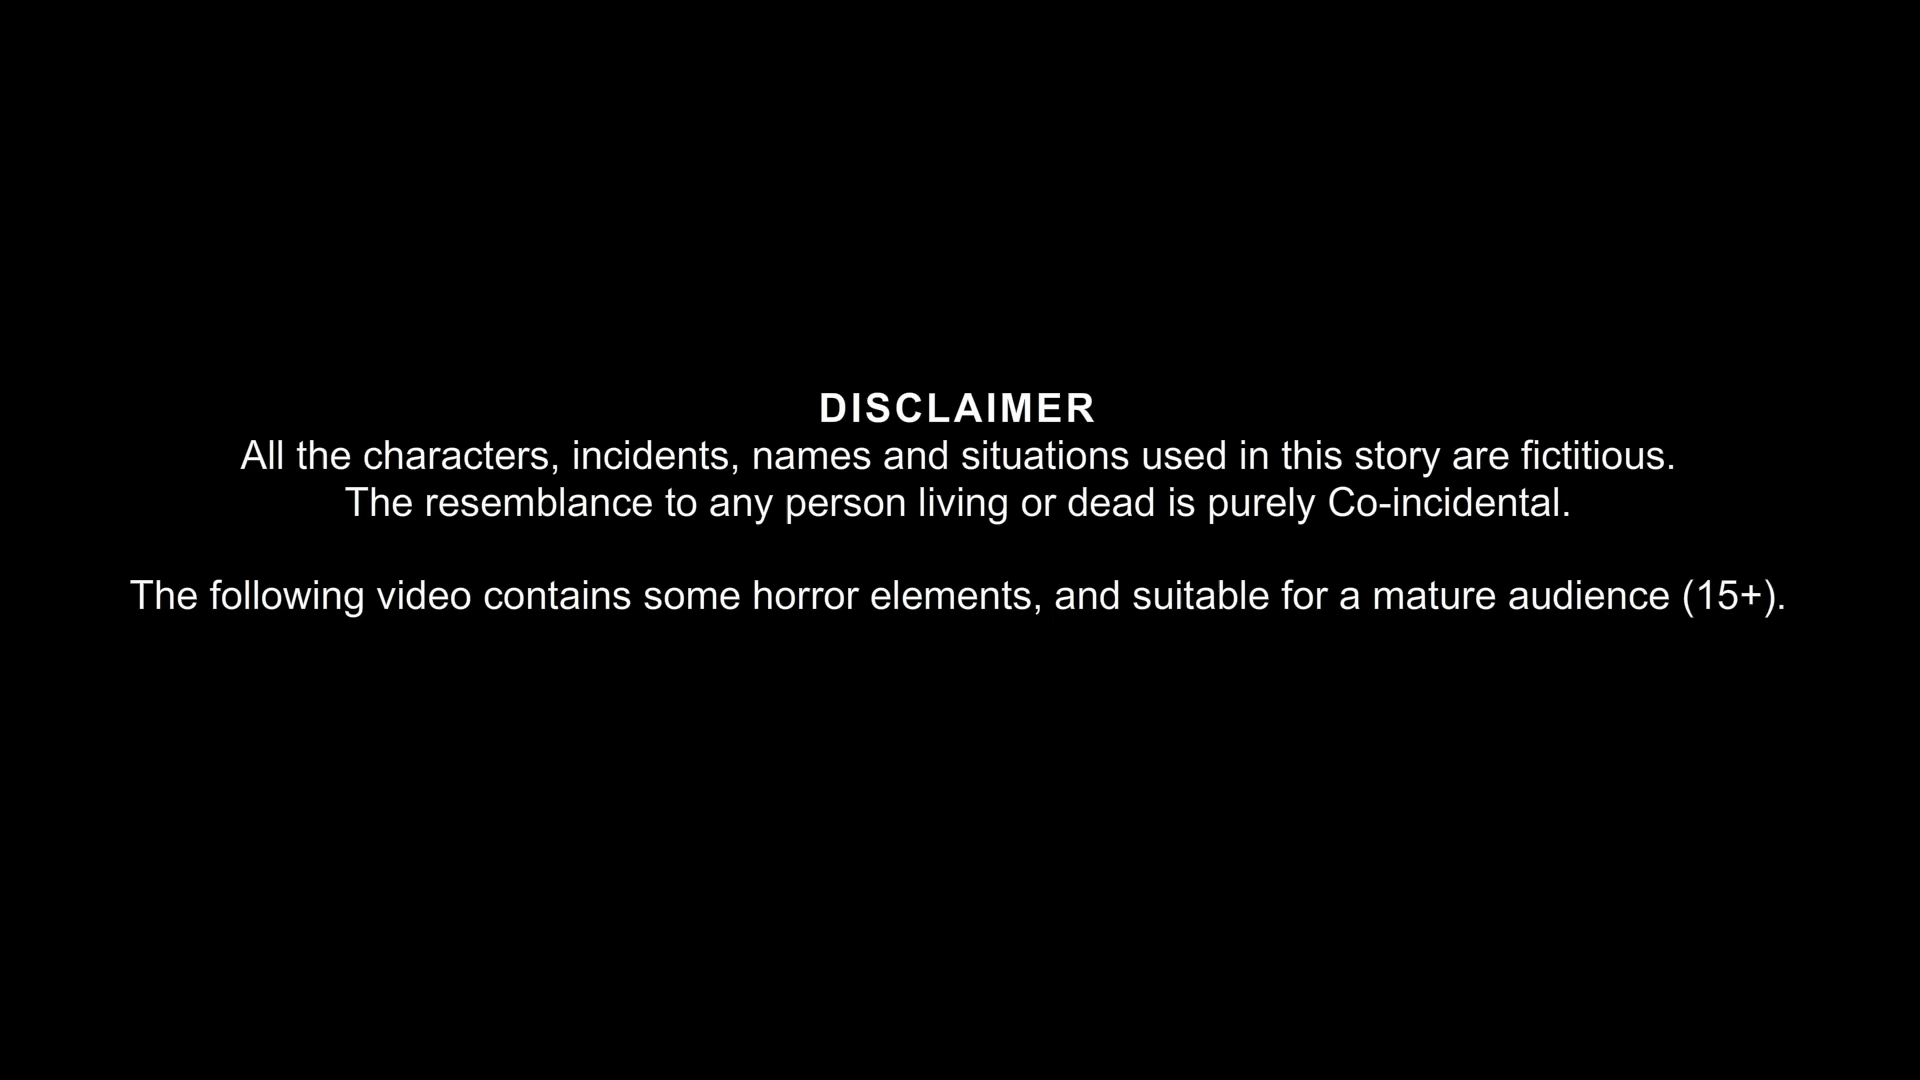 DISCLAIMER
All the characters, incidents, names and situations used in this story are fictitious.
The resemblance to any person living or dead is purely Co-incidental.
The following video contains some horror elements, and suitable for a mature audience (15+).